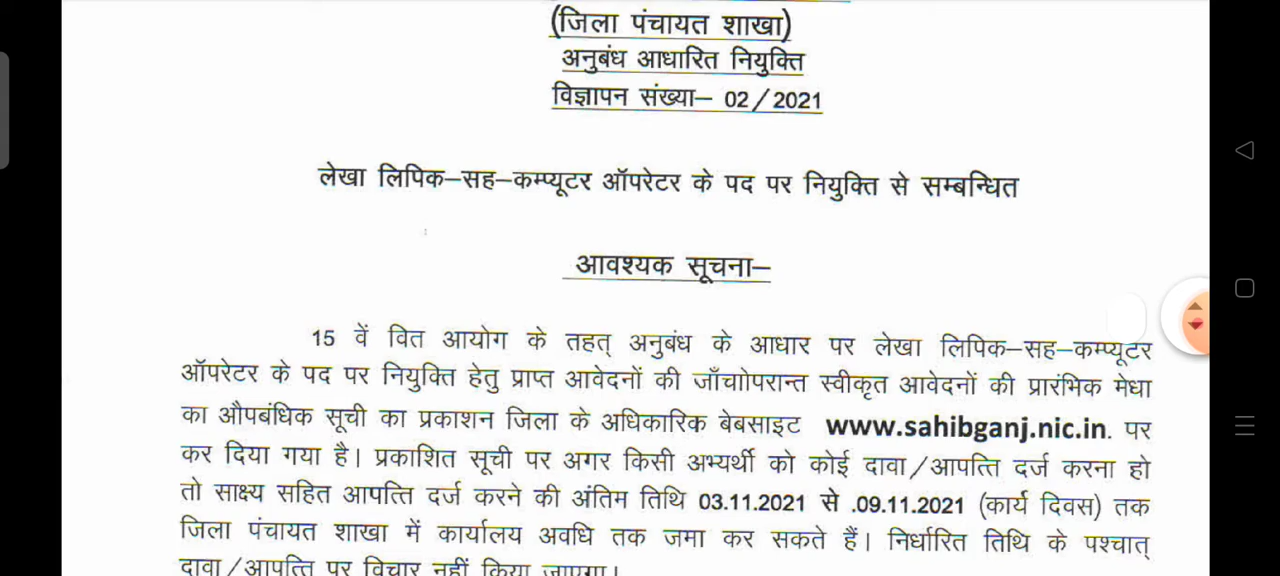 (जिला पंचायत शाखा)
अनुबंध आधारित नियुक्ति
विज्ञापन संख्या– 02/2021
लेखा लिपिक–सह–कम्प्यूटर ऑपरेटर के पद पर नियुक्ति से सम्बन्धित
आवश्यक सूचना–
15 वें वित आयोग के तहत् अनुबंध के आधार पर लेखा लिपिक–सह–कम्प्यूटर
ऑपरेटर के पद पर नियुक्ति हेतु प्राप्त आवेदनों की जाँचाोपरान्त स्वीकृत आवेदनों की प्रारंभिक मेधा
का औपबंधिक सूची का प्रकाशन जिला के अधिकारिक बेबसाइट www.sahibganj.nic.in. पर
कर दिया गया है। प्रकाशित सूची पर अगर किसी अभ्यर्थी को कोई दावा/आपत्ति दर्ज करना हो
तो साक्ष्य सहित आपत्ति दर्ज करने की अंतिम तिथि 03.11.2021 से .09.11.2021 (कार्य दिवस) तक
जिला पंचायत शाखा में कार्यालय अवधि तक जमा कर सकते हैं। निर्धारित तिथि के पश्चात्
दावा/आपत्ति पर विचार नहीं किया जाएगा।